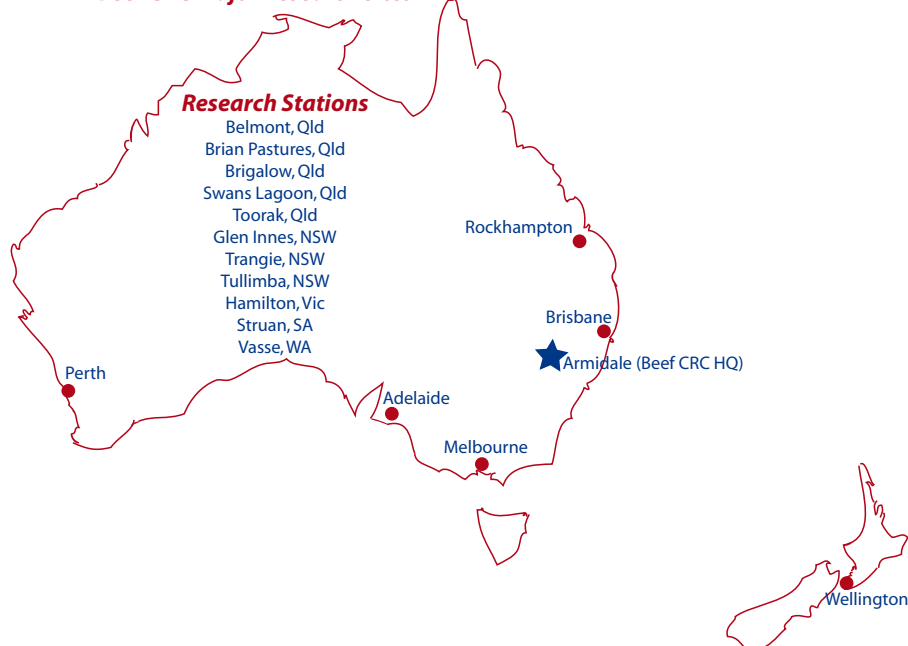 Research Stations
Belmont, Qld
Brian Pastures, Qld
Brigalow, Qld
Swans Lagoon, Qld
Toorak, Qld
Glen Innes, NSW
Trangie, NSW
Tullimba, NSW
Hamilton, Vic
Struan, SA
Vasse, WA
Rockhampton
Brisbane
Armidale (Beef CRC HQ)
Perth
Adelaide
Melbourne
Wellington